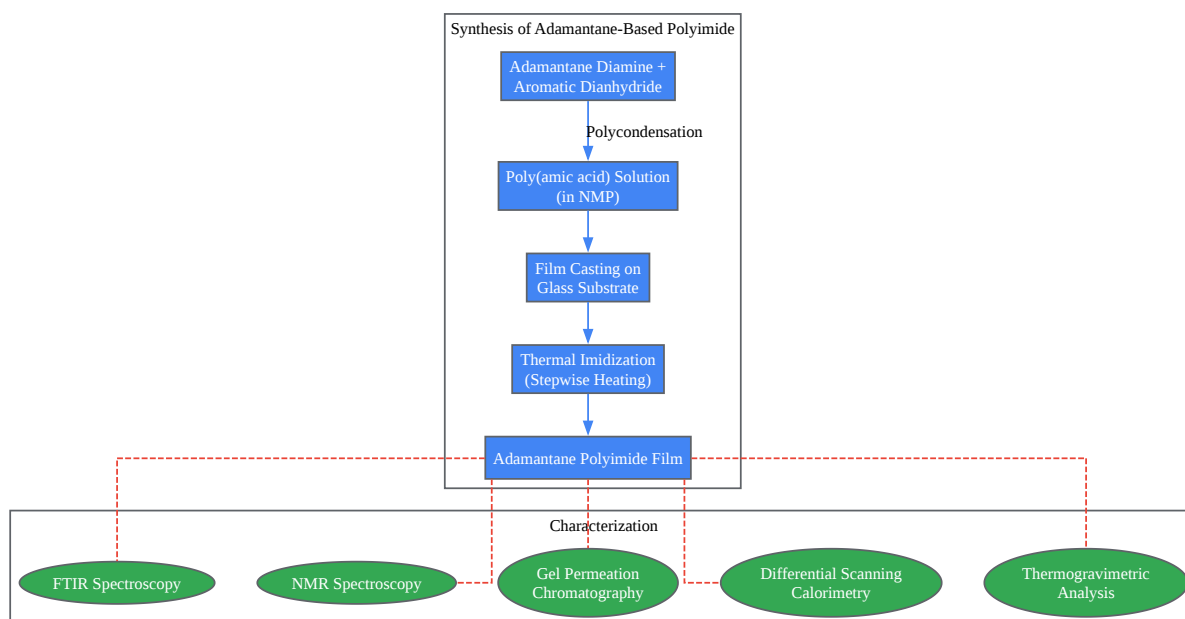 Synthesis of Adamantane-Based Polyimide
Adamantane Diamine +
Aromatic Dianhydride
Polycondensation
Poly(amic acid) Solution
(in NMP)
Film Casting on
Glass Substrate
Thermal Imidization
(Stepwise Heating)
Adamantane Polyimide Film
Characterization
FTIR Spectroscopy
NMR Spectroscopy
Gel Permeation
Chromatography
Differential Scanning
Calorimetry
Thermogravimetric
Analysis